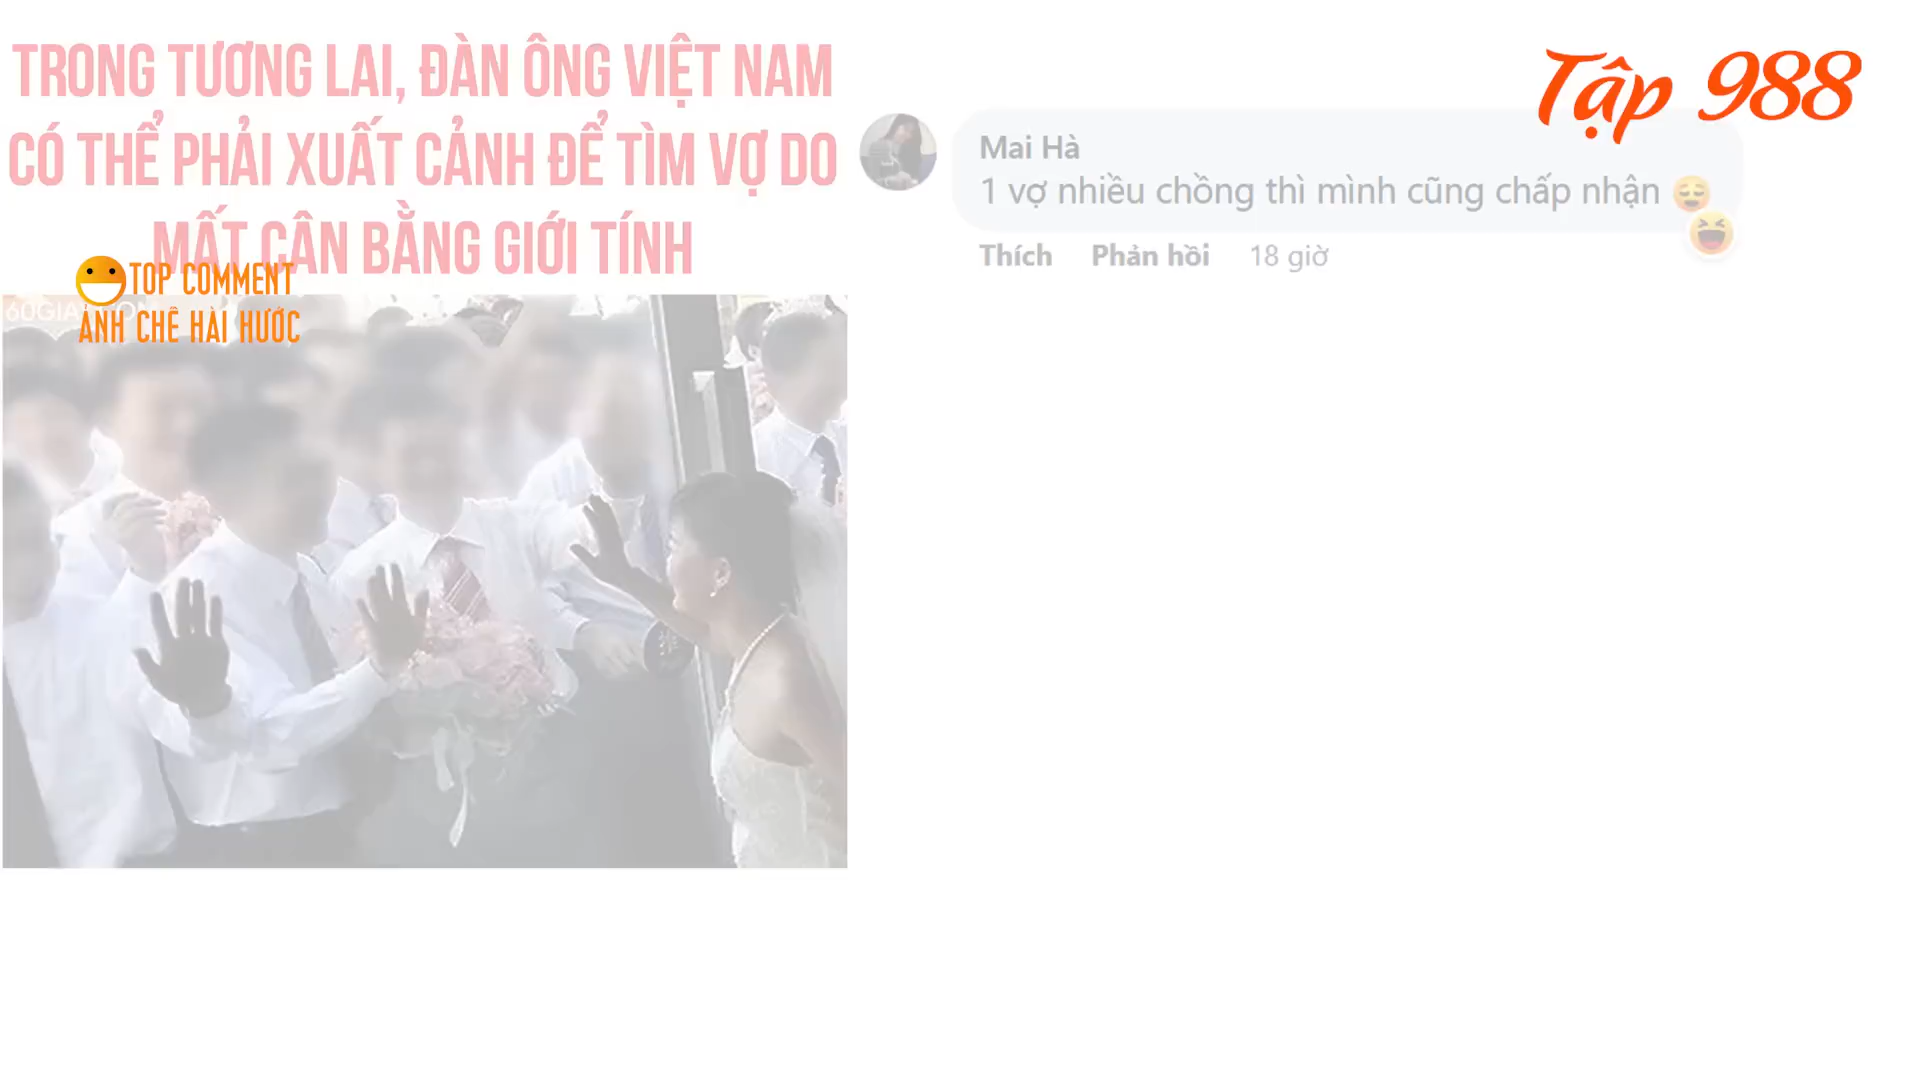 TRONG TƯƠNG LAI, ĐÀN ÔNG VIỆT NAM
CÓ THỂ PHẢI XUẤT CẢNH ĐỂ TÌM VỢ DO
MẤT CÂN BẰNG GIỚI TÍNH
TOP COMMENT
ẢNH CHẾ HÀI HƯỚC
Tập 988
Mai Hà
1 vợ nhiều chồng thì mình cũng chấp nhận 😌
😆
Thích Phản hồi 18 giờ